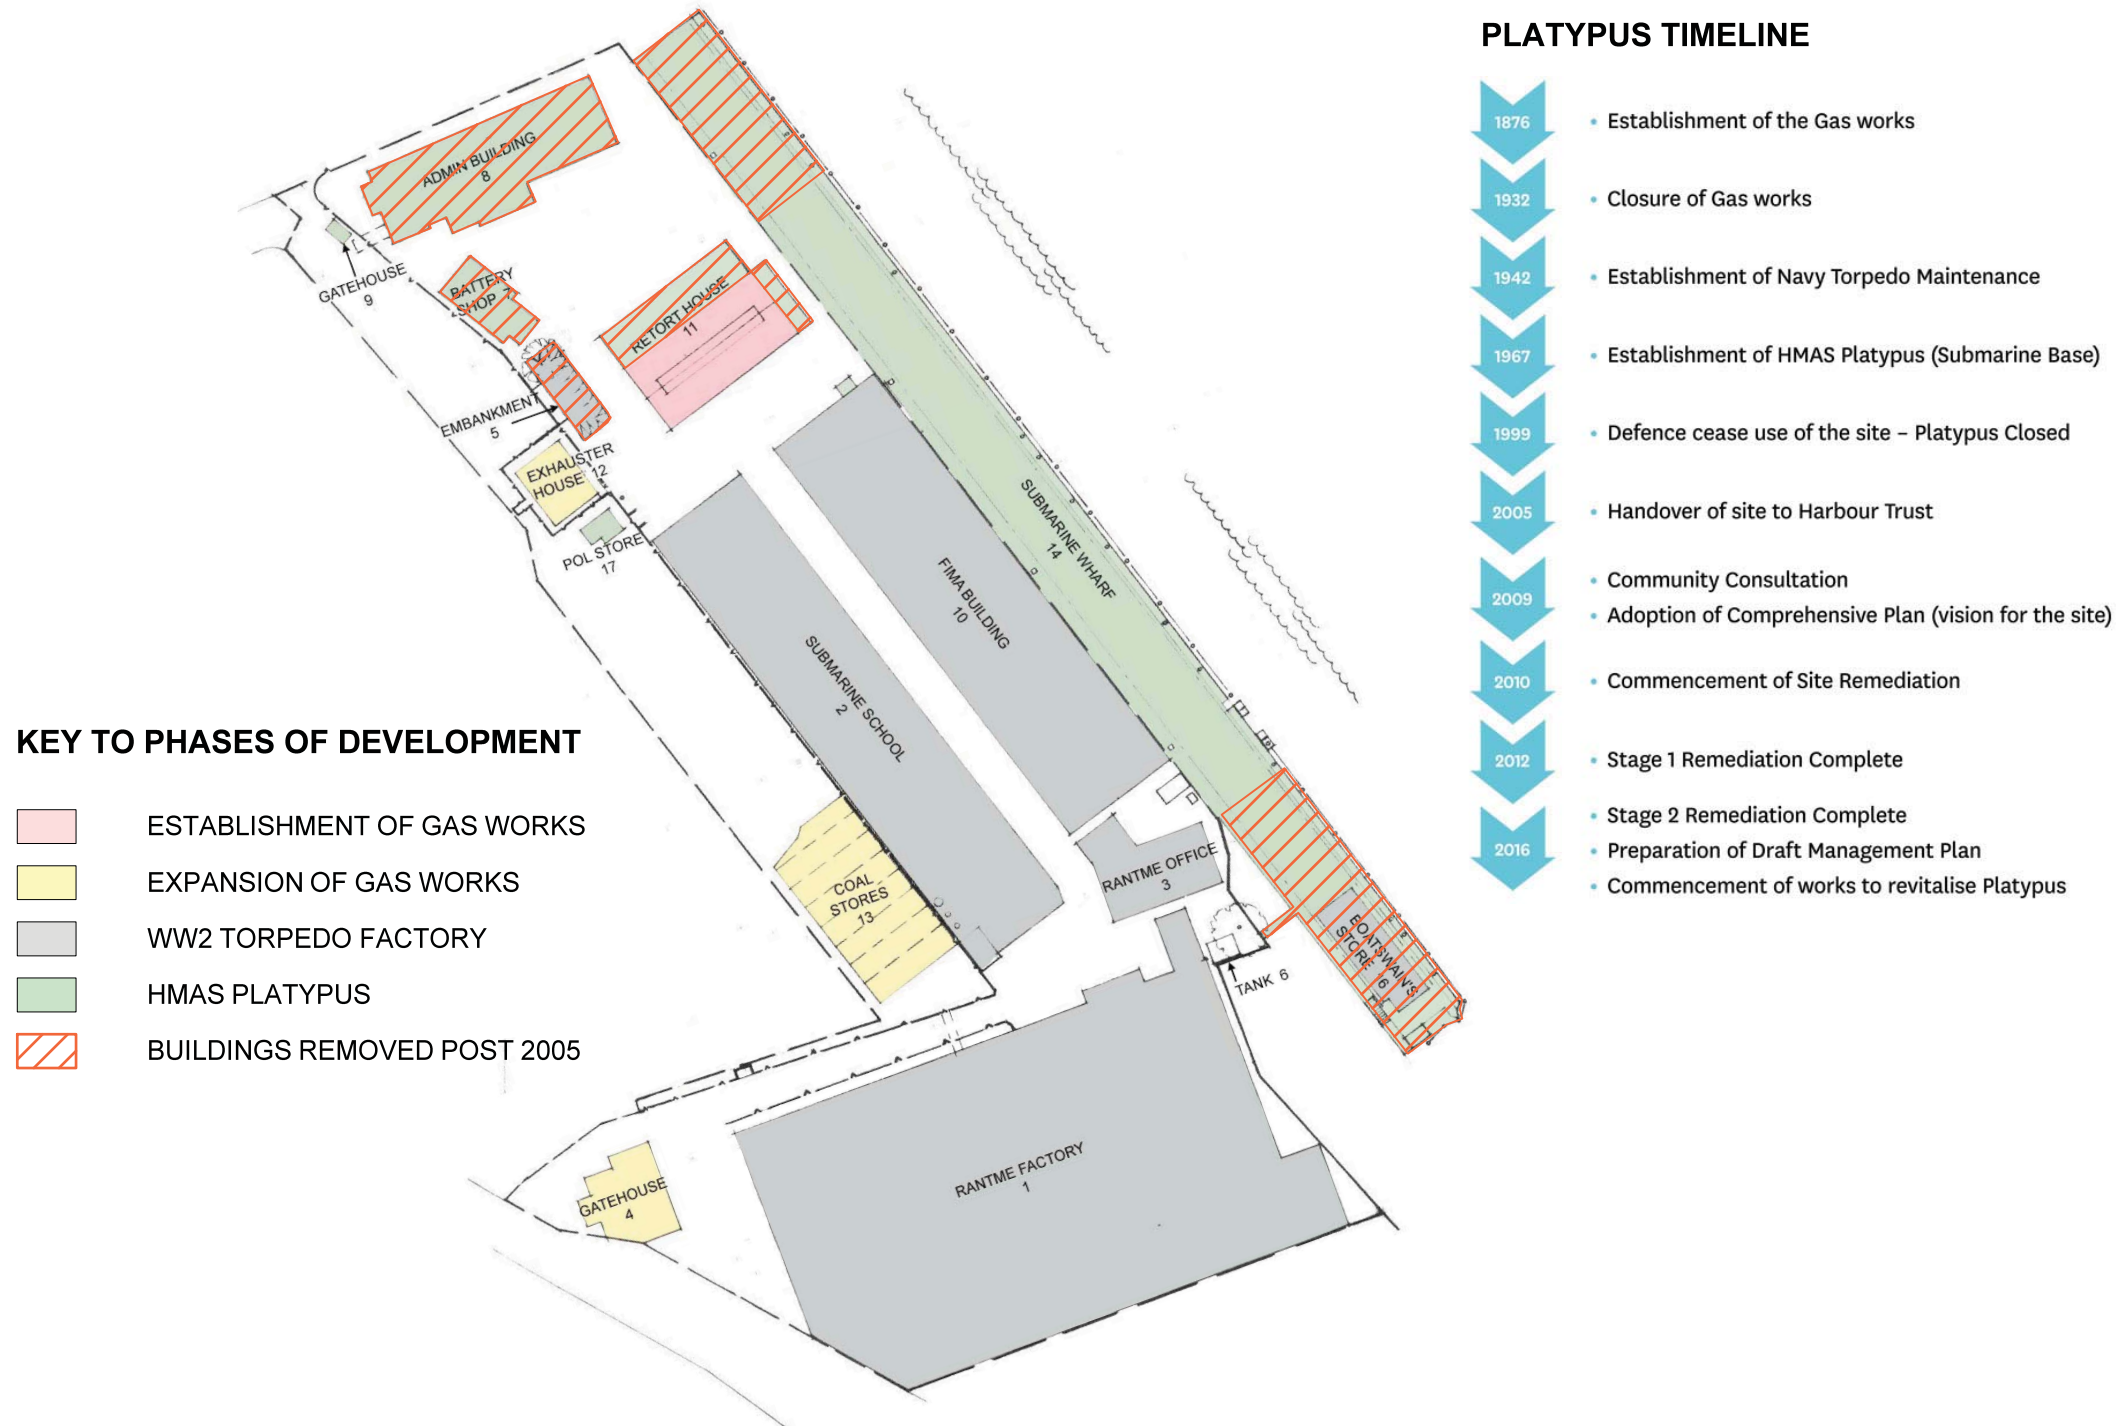 PLATYPUS TIMELINE
1876
• Establishment of the Gas works
1932
• Closure of Gas works
1942
• Establishment of Navy Torpedo Maintenance
1967
• Establishment of HMAS Platypus (Submarine Base)
1999
• Defence cease use of the site – Platypus Closed
2005
• Handover of site to Harbour Trust
2009
• Community Consultation
• Adoption of Comprehensive Plan (vision for the site)
2010
• Commencement of Site Remediation
2012
• Stage 1 Remediation Complete
2016
• Stage 2 Remediation Complete
• Preparation of Draft Management Plan
• Commencement of works to revitalise Platypus
ADMIN BUILDING
8
GATEHOUSE
9
BATTERY
SHOP 7
RETORT HOUSE
11
EMBANKMENT
5
EXHAUSTER
HOUSE 12
POL STORE
17
SUBMARINE WHARF
14
FIMA BUILDING
10
SUBMARINE SCHOOL
2
COAL
STORES
13
RANTME OFFICE
3
BOATSWAIN'S
STORE 16
TANK 6
RANTME FACTORY
1
GATEHOUSE
4
KEY TO PHASES OF DEVELOPMENT
ESTABLISHMENT OF GAS WORKS
EXPANSION OF GAS WORKS
WW2 TORPEDO FACTORY
HMAS PLATYPUS
BUILDINGS REMOVED POST 2005